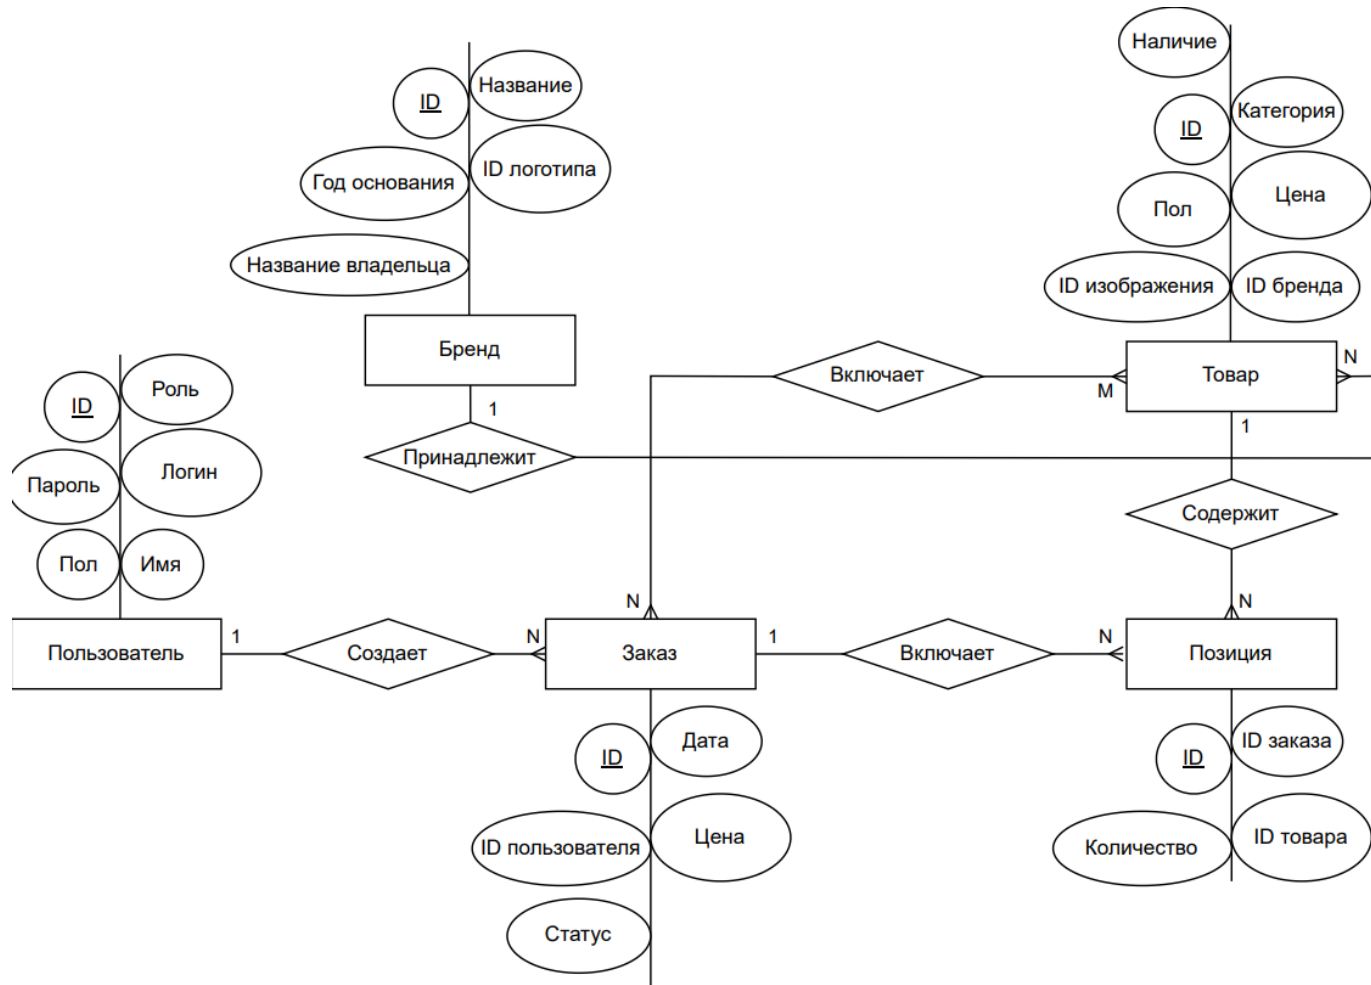 Наличие
Название
ID
Категория
ID
ID логотипа
Год основания
Цена
Пол
Название владельца
ID изображения
ID бренда
Бренд
Включает
Товар
N
M
Роль
ID
1
1
Принадлежит
Логин
Пароль
Содержит
Пол
Имя
N
N
Пользователь
1
Создает
N
Заказ
1
Включает
N
Позиция
Дата
ID
ID заказа
ID
Цена
ID пользователя
ID товара
Количество
Статус